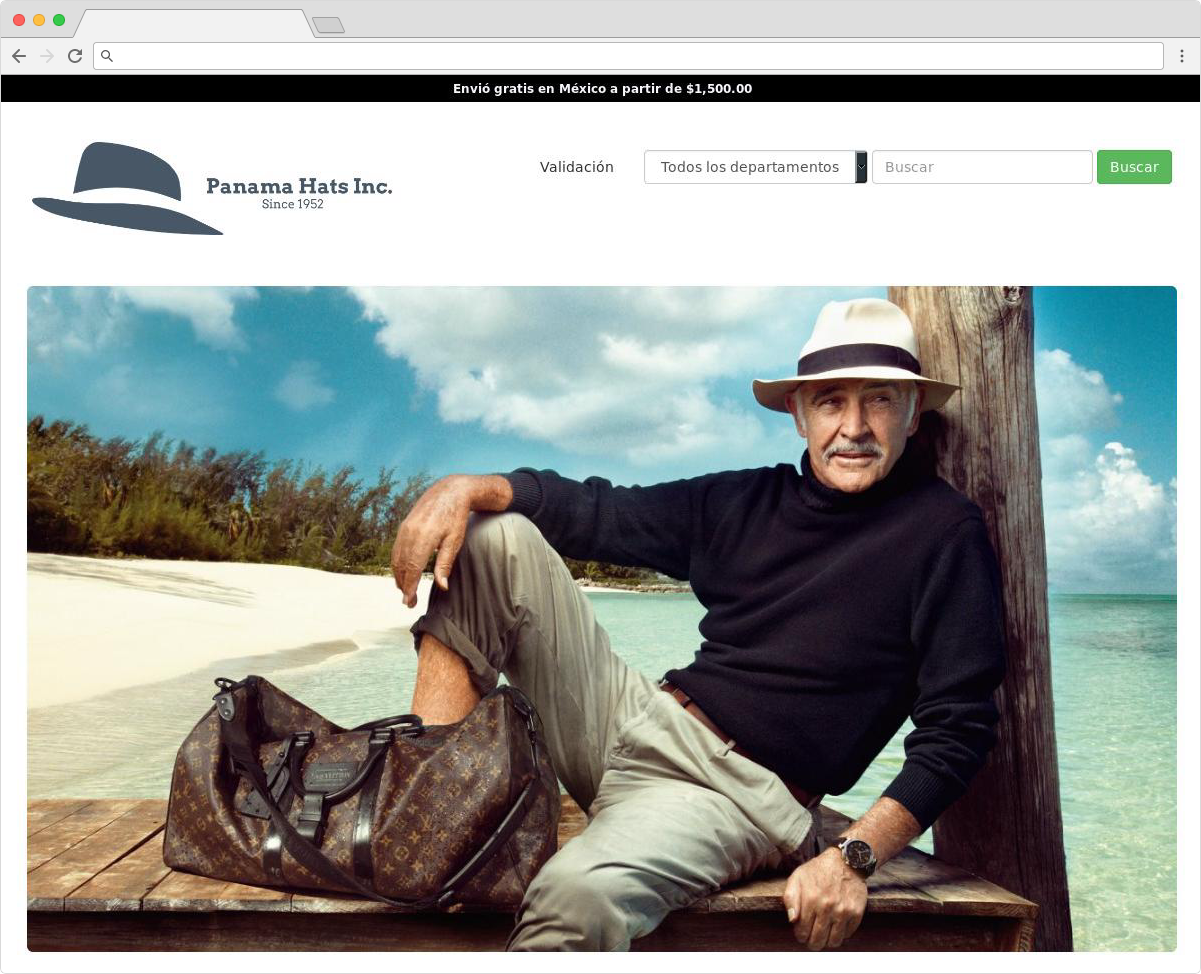 Envió gratis en México a partir de $1,500.00
Panama Hats Inc.
Since 1952
Validación
Todos los departamentos
Buscar
Buscar